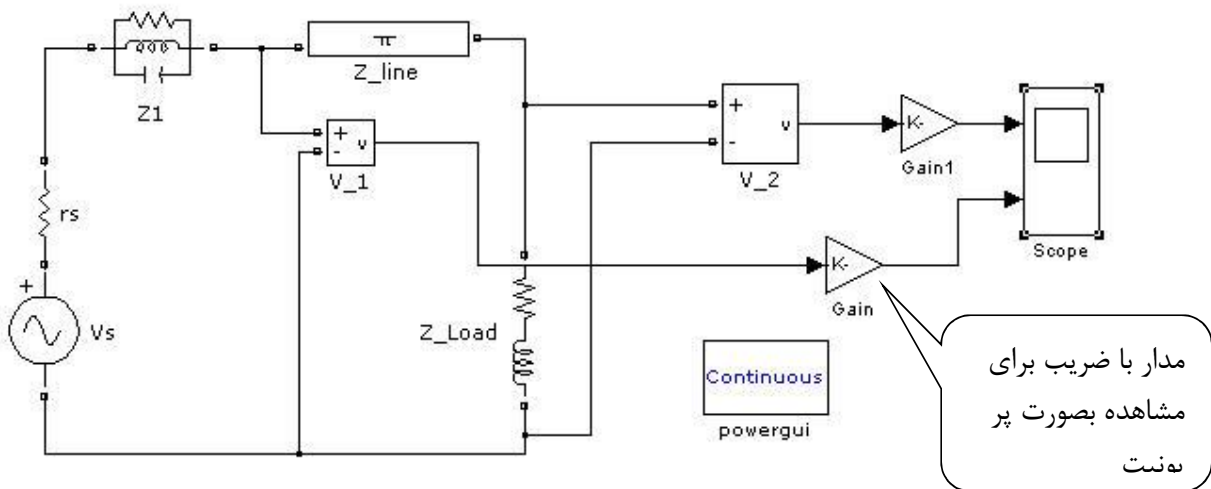 π
Z_line
Z1
+
v
-
V_1
+
v
-
V_2
K-
Gain1
Scope
rs
+
Vs
K-
Gain
Z_Load
Continuous
powergui
مدار با ضریب برای
مشاهده بصورت پر
یونیت